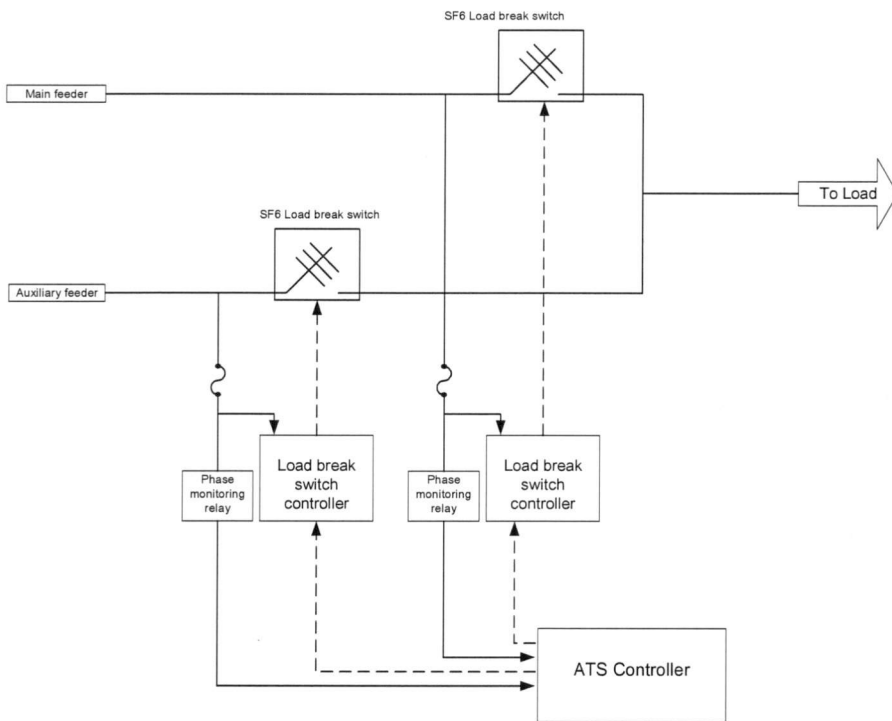 SF6 Load break switch
Main feeder
To Load
SF6 Load break switch
Auxiliary feeder
Phase
monitoring
relay
Load break
switch
controller
Phase
monitoring
relay
Load break
switch
controller
ATS Controller